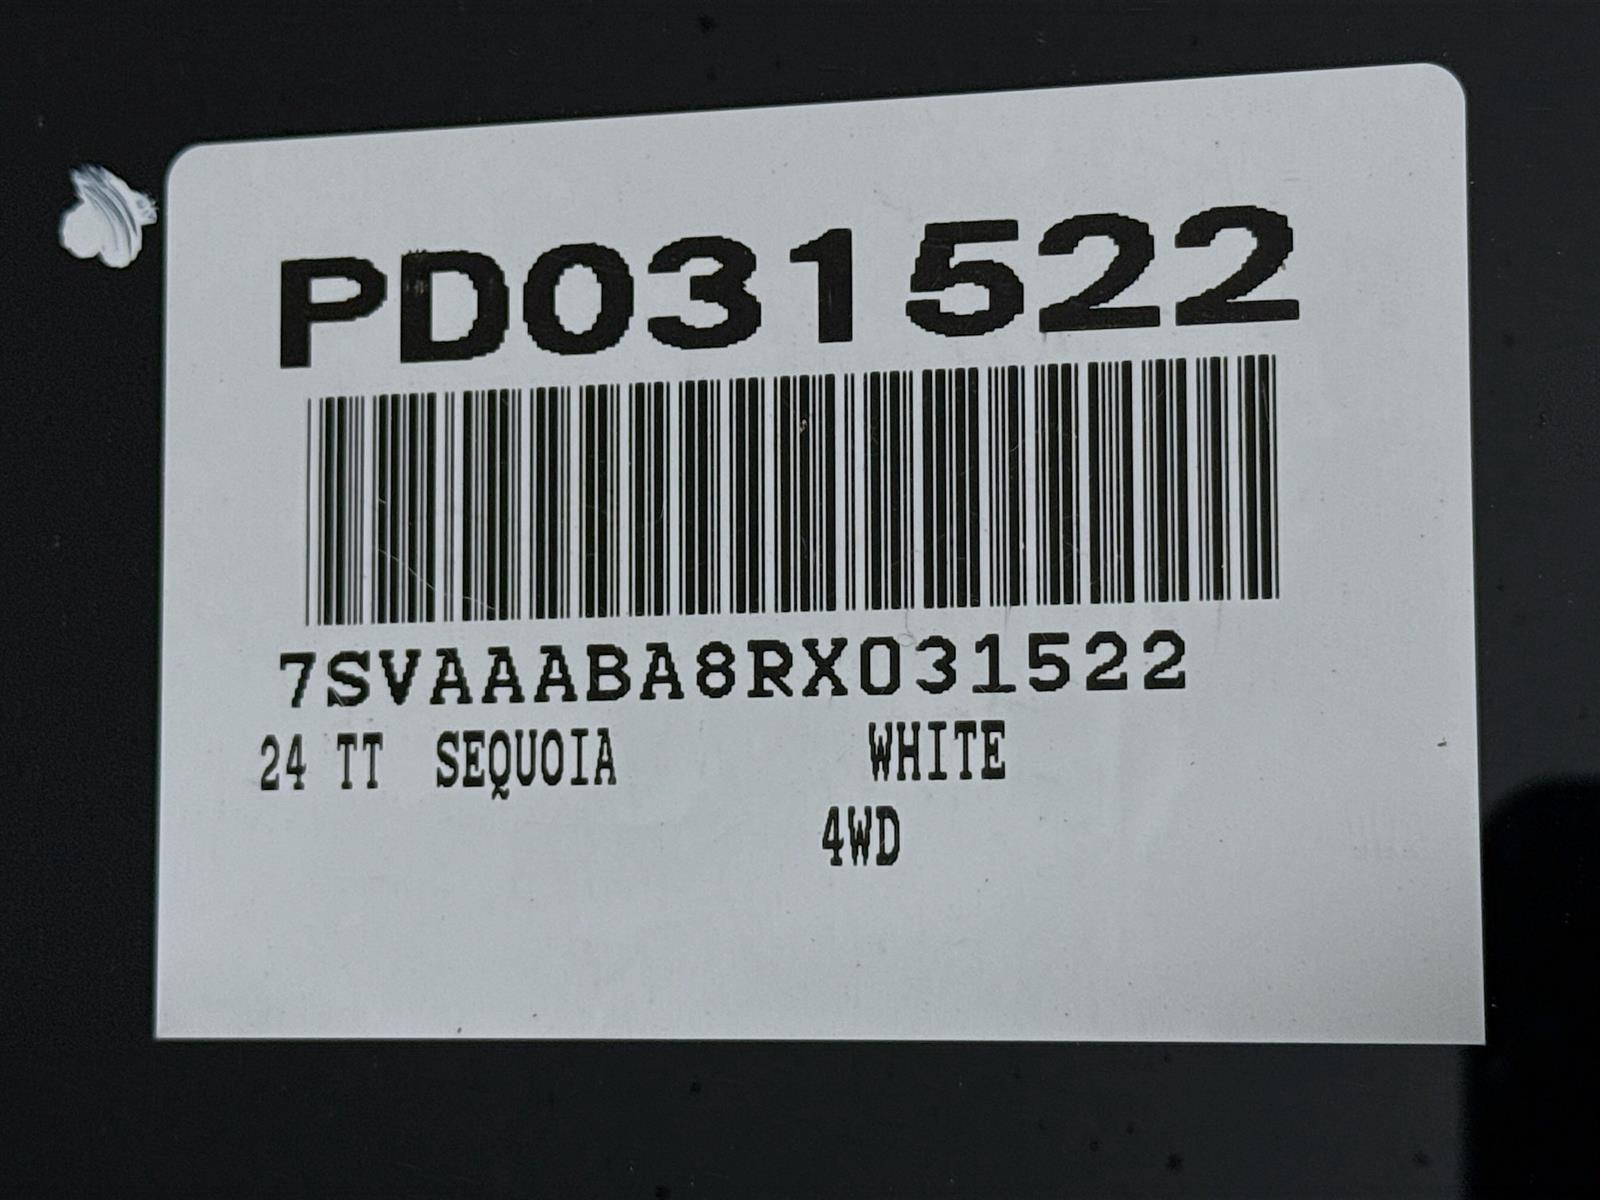 PD031522
7SVAAABA8RX031522
24 TT SEQUOIA WHITE
4WD